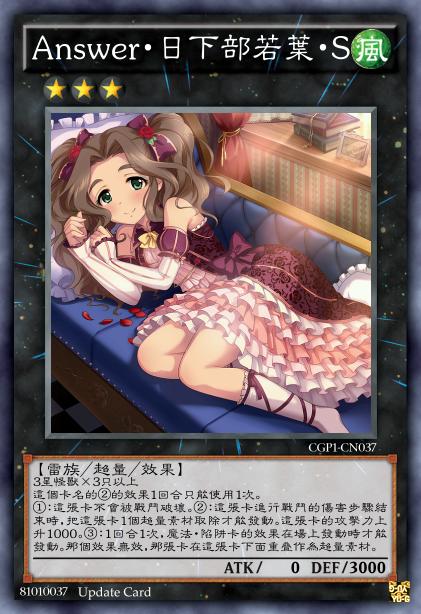 Answer・日下部若葉・S
風
CGP1-CN037
【雷族／超量／效果】
3星怪獸×3只以上
這個卡名的②的效果1回合只能使用1次。
①：這張卡不會被戰鬥破壞。②：這張卡進行戰鬥的傷害步驟結
束時，把這張卡1個超量素材取除才能發動。這張卡的攻擊力上
升1000。③：1回合1次，魔法·陷阱卡的效果在場上發動時才能
發動。那個效果無效，那張卡在這張卡下面重疊作為超量素材。
ATK/ 0 DEF/3000
81010037 Update Card